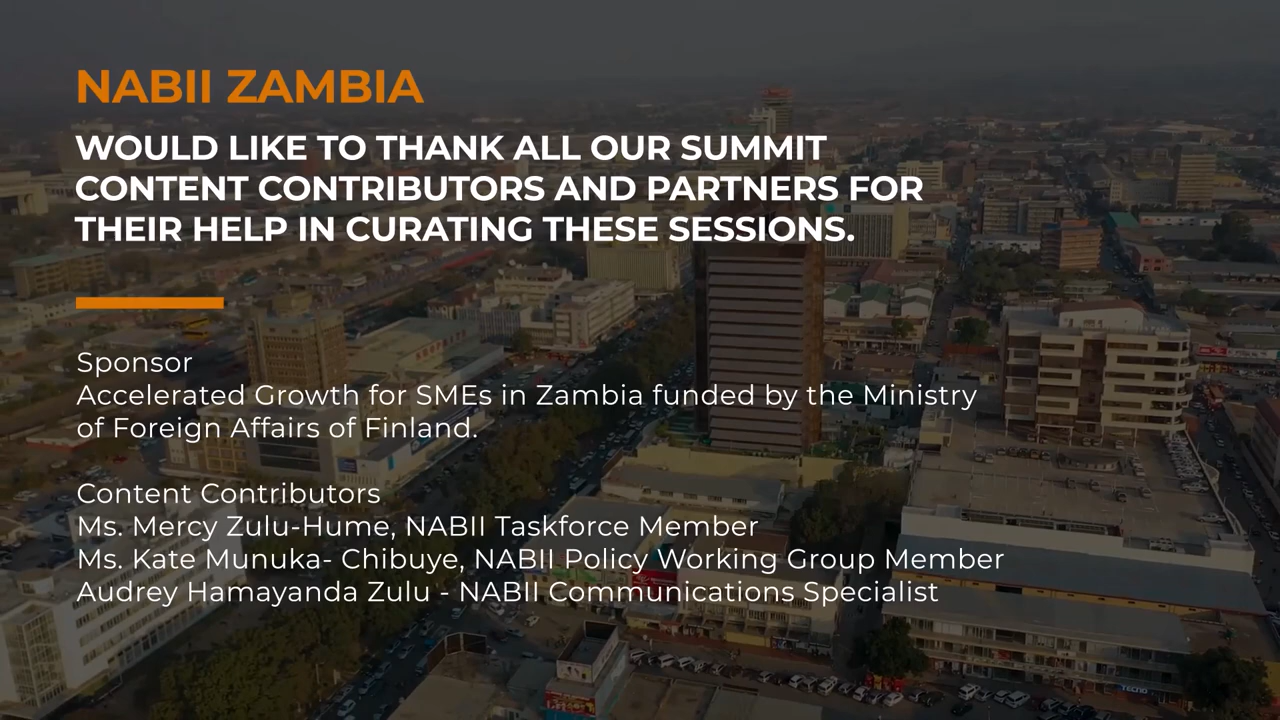 NABII ZAMBIA
WOULD LIKE TO THANK ALL OUR SUMMIT
CONTENT CONTRIBUTORS AND PARTNERS FOR
THEIR HELP IN CURATING THESE SESSIONS.
Sponsor
Accelerated Growth for SMEs in Zambia funded by the Ministry
of Foreign Affairs of Finland.
Content Contributors
Ms. Mercy Zulu-Hume, NABII Taskforce Member
Ms. Kate Munuka- Chibuye, NABII Policy Working Group Member
Audrey Hamayanda Zulu - NABII Communications Specialist
TECNO